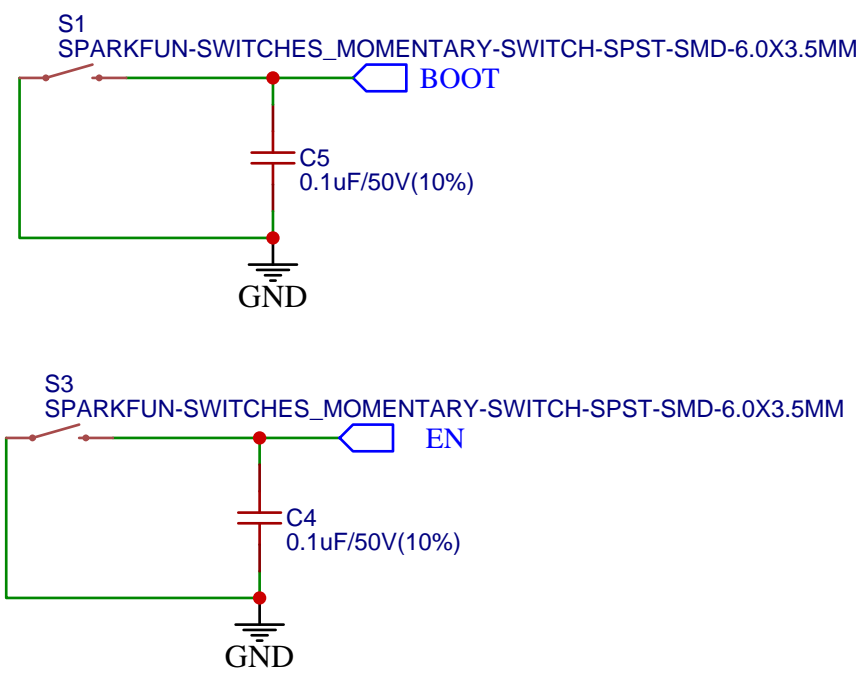 S1
SPARKFUN-SWITCHES_MOMENTARY-SWITCH-SPST-SMD-6.0X3.5MM
BOOT
C5
0.1uF/50V(10%)
GND
S3
SPARKFUN-SWITCHES_MOMENTARY-SWITCH-SPST-SMD-6.0X3.5MM
EN
C4
0.1uF/50V(10%)
GND